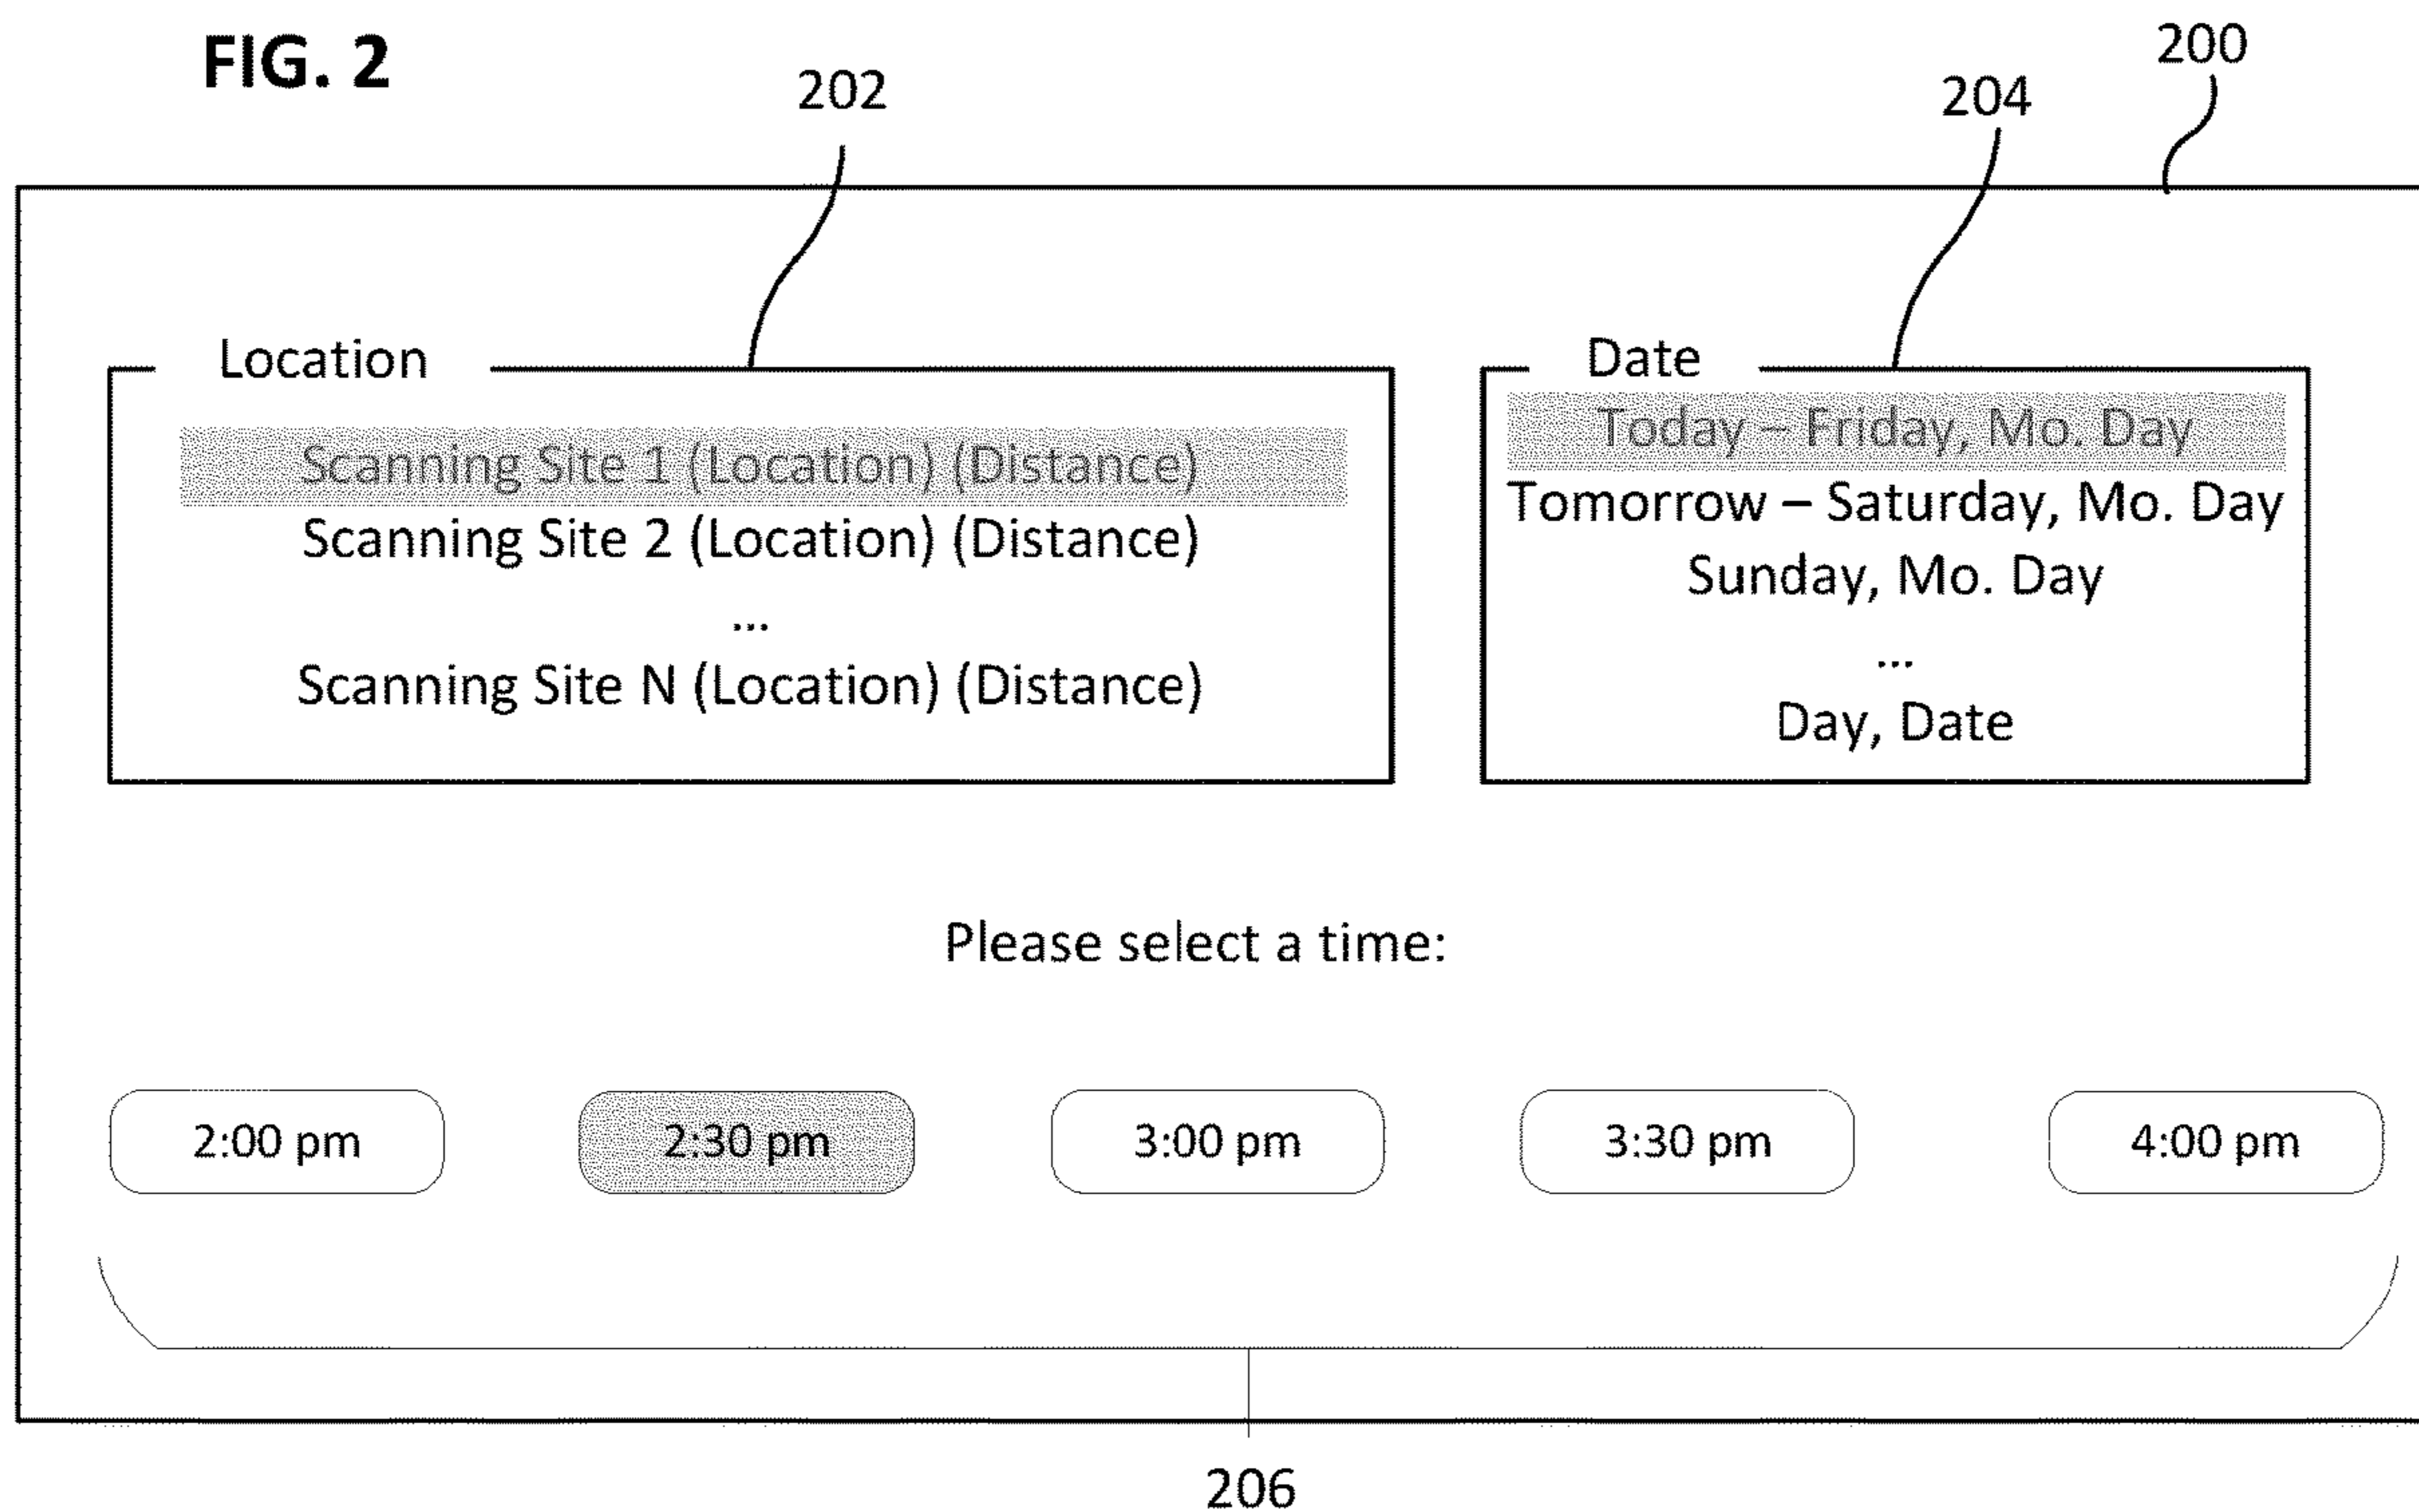 FIG. 2
200
202
204
Location
Scanning Site 1 (Location) (Distance)
Scanning Site 2 (Location) (Distance)
...
Scanning Site N (Location) (Distance)
Date
Today – Friday, Mo. Day
Tomorrow – Saturday, Mo. Day
Sunday, Mo. Day
...
Day, Date
Please select a time:
2:00 pm
2:30 pm
3:00 pm
3:30 pm
4:00 pm
206